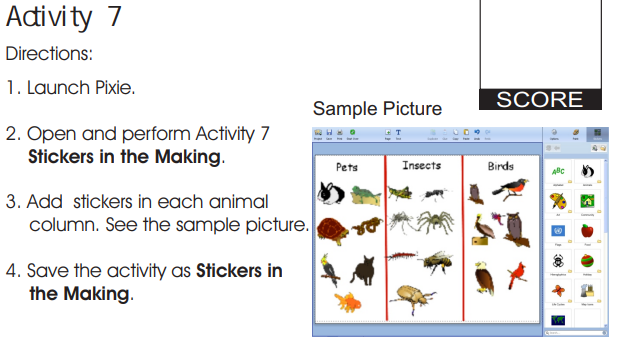 Activity 7
SCORE
Directions:
1. Launch Pixie.
2. Open and perform Activity 7
Stickers in the Making.
3. Add stickers in each animal
column. See the sample picture.
4. Save the activity as Stickers in
the Making.
Sample Picture
Pets
Insects
Birds
ABC